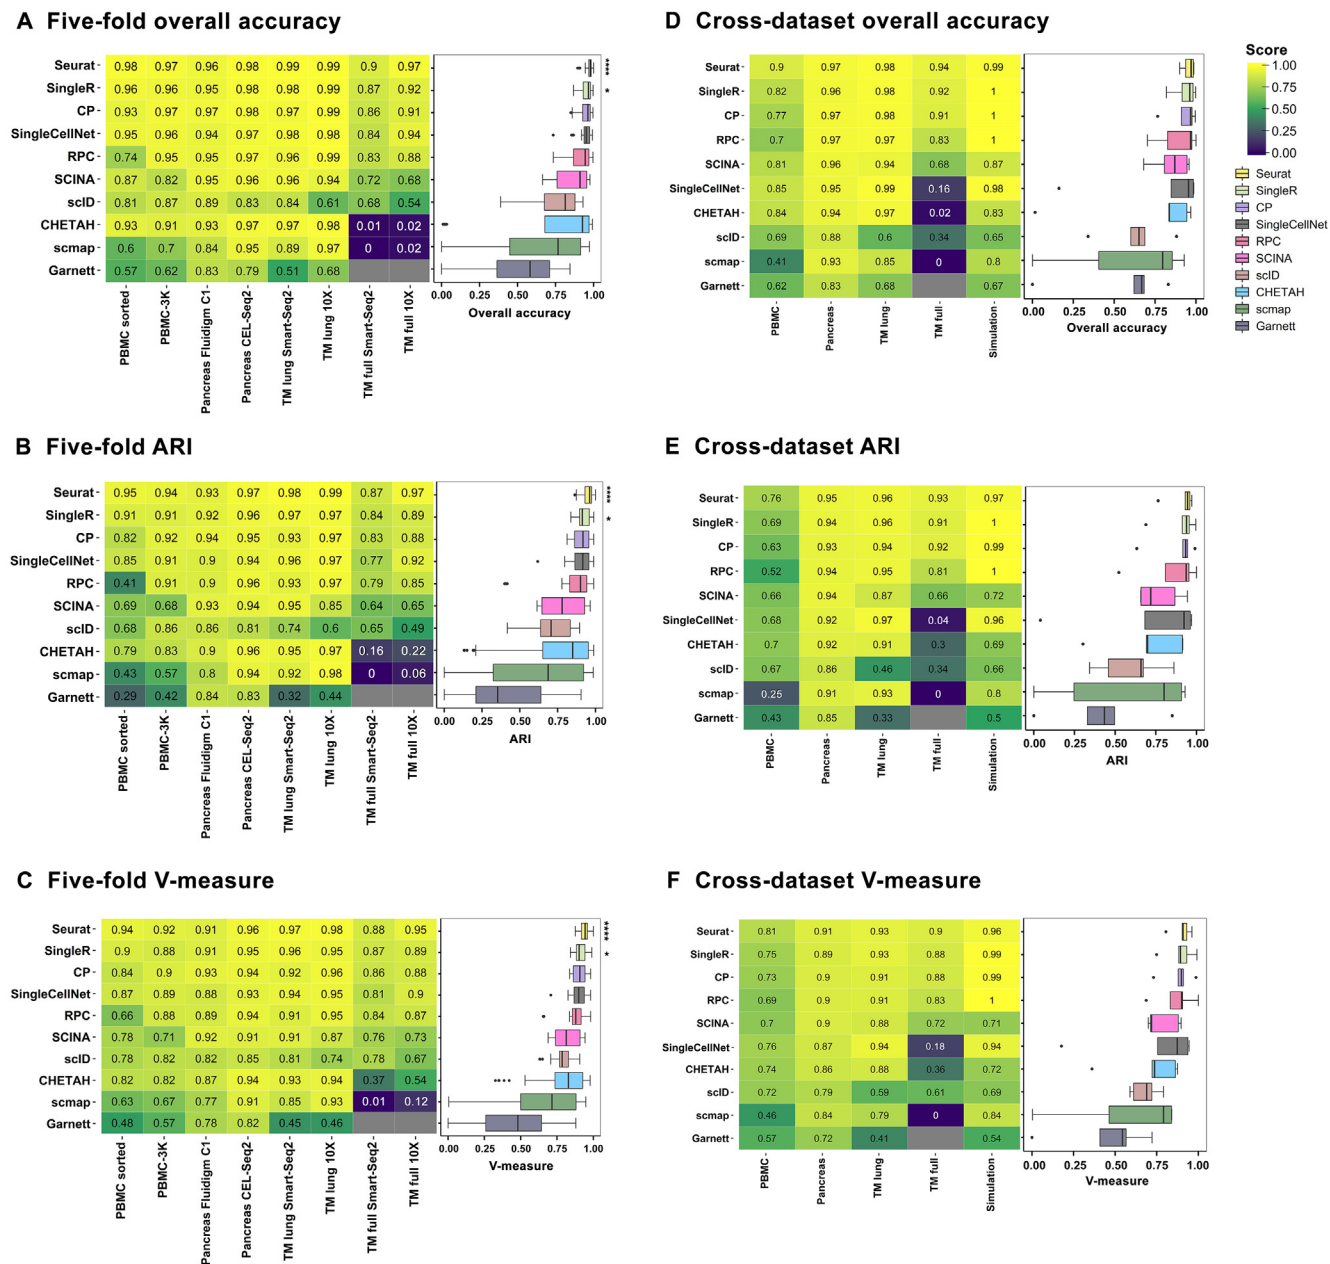 A Five-fold overall accuracy
Seurat 0.98 0.97 0.96 0.98 0.99 0.99 0.9 0.97 ****
SingleR 0.96 0.96 0.95 0.98 0.98 0.99 0.87 0.92 *
CP 0.93 0.97 0.97 0.98 0.98 0.99 0.86 0.91
SingleCellNet 0.95 0.96 0.94 0.97 0.98 0.98 0.84 0.94
RPC 0.74 0.95 0.95 0.97 0.96 0.99 0.83 0.88
SCINA 0.87 0.82 0.95 0.96 0.96 0.94 0.72 0.68
scID 0.81 0.87 0.89 0.83 0.84 0.61 0.68 0.54
CHETAH 0.93 0.91 0.93 0.97 0.97 0.98 0.01 0.02
scmap 0.6 0.7 0.84 0.95 0.89 0.97 0 0.02
Garnett 0.57 0.62 0.83 0.79 0.51 0.68
PBMC sorted PBMC-3K Pancreas Fluidigm C1 Pancreas CEL-Seq2 TM lung Smart-Seq2 TM lung 10X TM full Smart-Seq2 TM full 10X
0.00 0.25 0.50 0.75 1.00
Overall accuracy
D Cross-dataset overall accuracy
Seurat 0.9 0.97 0.98 0.94 0.99
SingleR 0.82 0.96 0.98 0.92 1
CP 0.77 0.97 0.98 0.91 1
RPC 0.7 0.97 0.97 0.83 1
SCINA 0.81 0.96 0.94 0.68 0.87
SingleCellNet 0.85 0.95 0.99 0.16 0.98
CHETAH 0.84 0.94 0.97 0.02 0.83
scID 0.69 0.88 0.6 0.34 0.65
scmap 0.41 0.93 0.85 0 0.8
Garnett 0.62 0.83 0.68 0.67
PBMC Pancreas TM lung TM full Simulation
0.00 0.25 0.50 0.75 1.00
Overall accuracy
Score
1.00
0.75
0.50
0.25
0.00
Seurat
SingleR
CP
SingleCellNet
RPC
SCINA
scID
CHETAH
scmap
Garnett
B Five-fold ARI
Seurat 0.95 0.94 0.93 0.97 0.98 0.99 0.87 0.97 ****
SingleR 0.91 0.91 0.92 0.96 0.97 0.97 0.84 0.89 *
CP 0.82 0.92 0.94 0.95 0.93 0.97 0.83 0.88
SingleCellNet 0.85 0.91 0.9 0.94 0.96 0.97 0.77 0.92
RPC 0.41 0.91 0.9 0.96 0.93 0.97 0.79 0.85
SCINA 0.69 0.68 0.93 0.94 0.95 0.85 0.64 0.65
scID 0.68 0.86 0.86 0.81 0.74 0.6 0.65 0.49
CHETAH 0.83 0.83 0.9 0.96 0.95 0.97 0.16 0.22
scmap 0.43 0.57 0.8 0.94 0.92 0.98 0 0.06
Garnett 0.29 0.42 0.84 0.83 0.32 0.44
PBMC sorted PBMC-3K Pancreas Fluidigm C1 Pancreas CEL-Seq2 TM lung Smart-Seq2 TM lung 10X TM full Smart-Seq2 TM full 10X
0.00 0.25 0.50 0.75 1.00
ARI
E Cross-dataset ARI
Seurat 0.76 0.95 0.96 0.93 0.97
SingleR 0.69 0.94 0.96 0.91 1
CP 0.63 0.93 0.94 0.92 0.99
RPC 0.52 0.94 0.95 0.81 1
SCINA 0.66 0.94 0.87 0.66 0.72
SingleCellNet 0.68 0.92 0.97 0.04 0.96
CHETAH 0.7 0.92 0.91 0.3 0.69
scID 0.67 0.86 0.46 0.34 0.66
scmap 0.25 0.91 0.93 0 0.8
Garnett 0.43 0.85 0.33 0.5
PBMC Pancreas TM lung TM full Simulation
0.00 0.25 0.50 0.75 1.00
ARI
C Five-fold V-measure
Seurat 0.94 0.92 0.91 0.96 0.97 0.98 0.88 0.95 ****
SingleR 0.9 0.88 0.91 0.95 0.96 0.95 0.87 0.89 *
CP 0.84 0.9 0.93 0.94 0.92 0.96 0.86 0.88
SingleCellNet 0.87 0.89 0.88 0.93 0.94 0.95 0.81 0.9
RPC 0.66 0.88 0.89 0.94 0.91 0.95 0.84 0.87
SCINA 0.78 0.71 0.92 0.91 0.91 0.87 0.76 0.73
scID 0.78 0.82 0.82 0.85 0.81 0.74 0.78 0.67
CHETAH 0.82 0.82 0.87 0.94 0.93 0.94 0.37 0.54
scmap 0.63 0.67 0.77 0.91 0.85 0.93 0.01 0.12
Garnett 0.48 0.57 0.78 0.82 0.45 0.46
PBMC sorted PBMC-3K Pancreas Fluidigm C1 Pancreas CEL-Seq2 TM lung Smart-Seq2 TM lung 10X TM full Smart-Seq2 TM full 10X
0.00 0.25 0.50 0.75 1.00
V-measure
F Cross-dataset V-measure
Seurat 0.81 0.91 0.93 0.9 0.96
SingleR 0.75 0.89 0.93 0.88 0.99
CP 0.73 0.9 0.91 0.88 0.99
RPC 0.69 0.9 0.91 0.83 1
SCINA 0.7 0.9 0.88 0.72 0.71
SingleCellNet 0.76 0.87 0.94 0.18 0.94
CHETAH 0.74 0.86 0.88 0.36 0.72
scID 0.72 0.79 0.59 0.61 0.69
scmap 0.46 0.84 0.79 0 0.84
Garnett 0.57 0.72 0.41 0.54
PBMC Pancreas TM lung TM full Simulation
0.00 0.25 0.50 0.75 1.00
V-measure